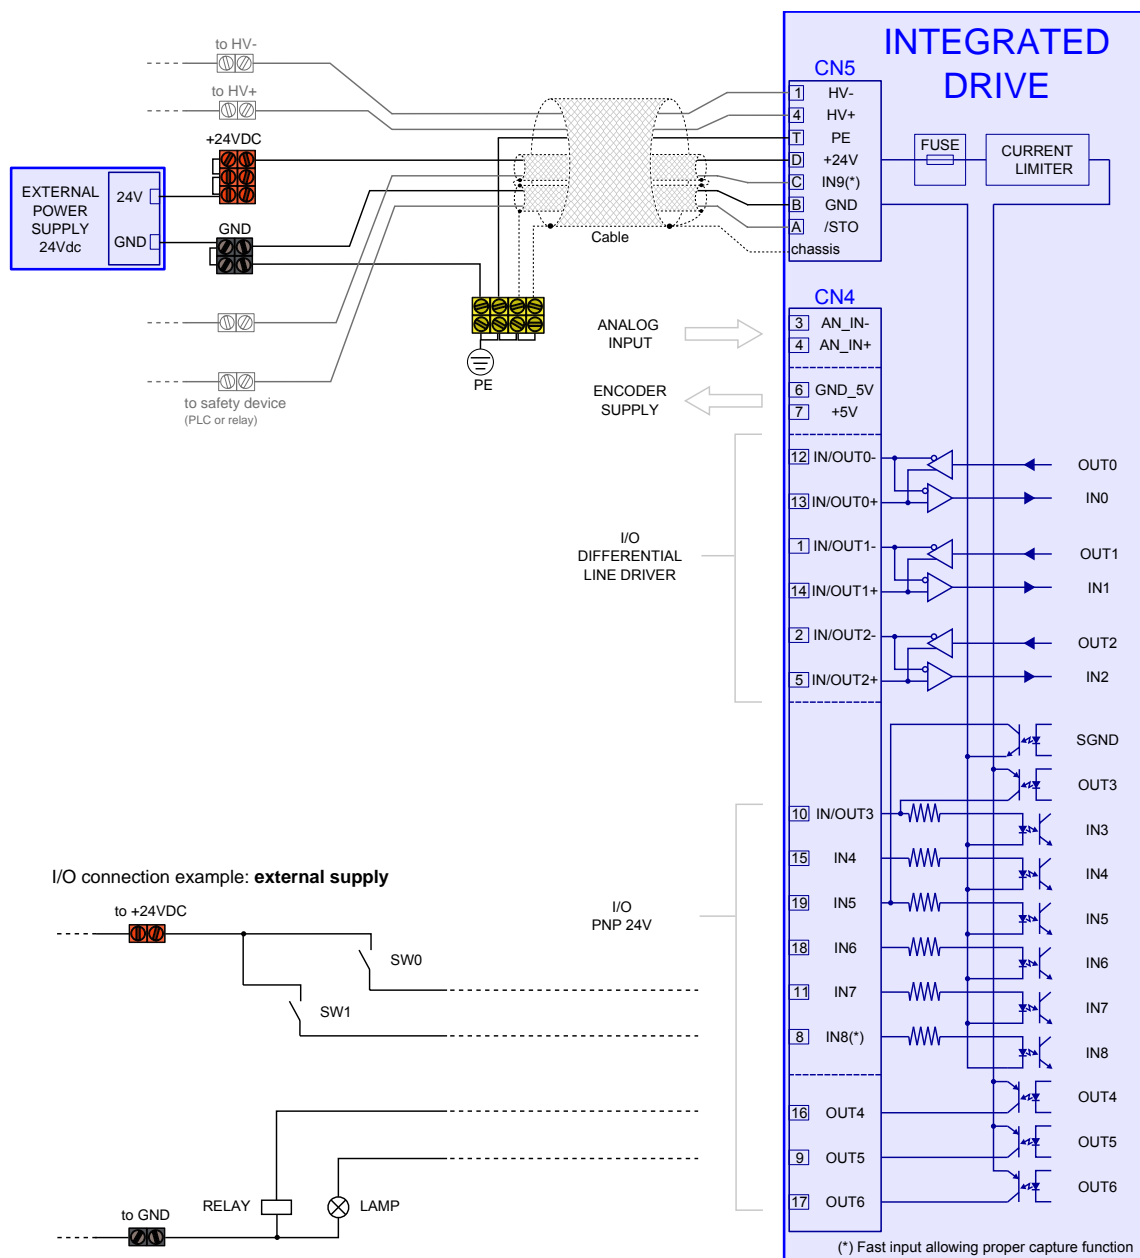 INTEGRATED
DRIVE
to HV-
to HV+
+24VDC
EXTERNAL
POWER
SUPPLY
24Vdc
24V
GND
GND
to safety device
(PLC or relay)
PE
Cable
CN5
1 HV-
4 HV+
T PE
D +24V
C IN9(*)
B GND
A /STO
chassis
FUSE
CURRENT
LIMITER
CN4
3 AN_IN-
4 AN_IN+
6 GND_5V
7 +5V
12 IN/OUT0-
13 IN/OUT0+
1 IN/OUT1-
14 IN/OUT1+
2 IN/OUT2-
5 IN/OUT2+
10 IN/OUT3
15 IN4
19 IN5
18 IN6
11 IN7
8 IN8(*)
16 OUT4
9 OUT5
17 OUT6
ANALOG
INPUT
ENCODER
SUPPLY
I/O
DIFFERENTIAL
LINE DRIVER
I/O
PNP 24V
OUT0
IN0
OUT1
IN1
OUT2
IN2
SGND
OUT3
IN3
IN4
IN5
IN6
IN7
IN8
OUT4
OUT5
OUT6
I/O connection example: external supply
to +24VDC
SW0
SW1
RELAY
LAMP
to GND
(*) Fast input allowing proper capture function